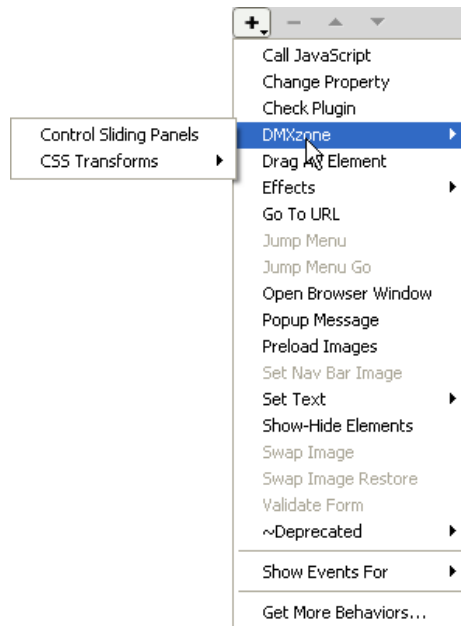 Call JavaScript
Change Property
Check Plugin
DMXzone
Control Sliding Panels
CSS Transforms
Drag AP Element
Effects
Go To URL
Jump Menu
Jump Menu Go
Open Browser Window
Popup Message
Preload Images
Set Nav Bar Image
Set Text
Show-Hide Elements
Swap Image
Swap Image Restore
Validate Form
~Deprecated
Show Events For
Get More Behaviors...